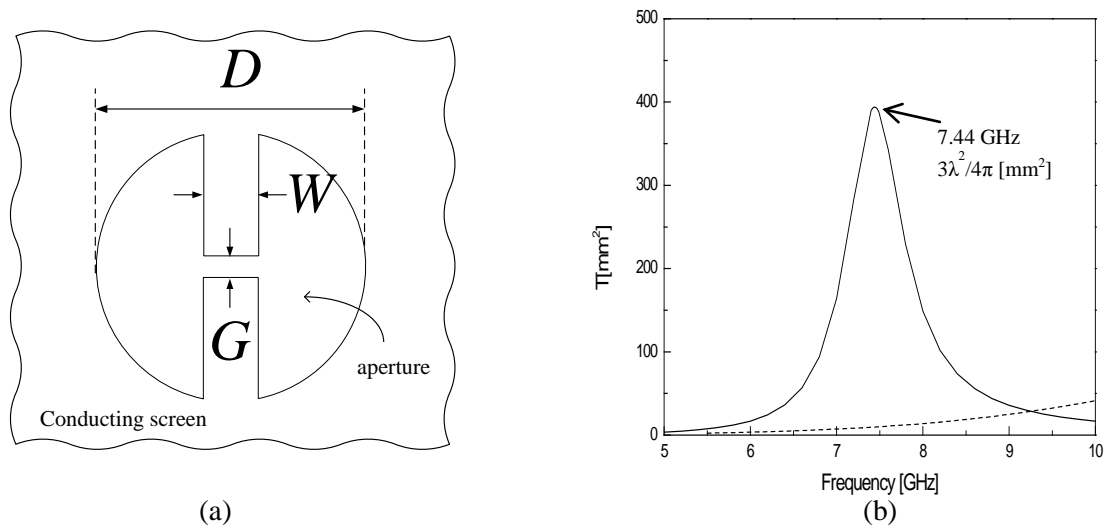 D
W
G
aperture
Conducting screen
(a)
500
400
300
200
100
0
T[mm²]
7.44 GHz
3λ²/4π [mm²]
5 6 7 8 9 10
Frequency [GHz]
(b)